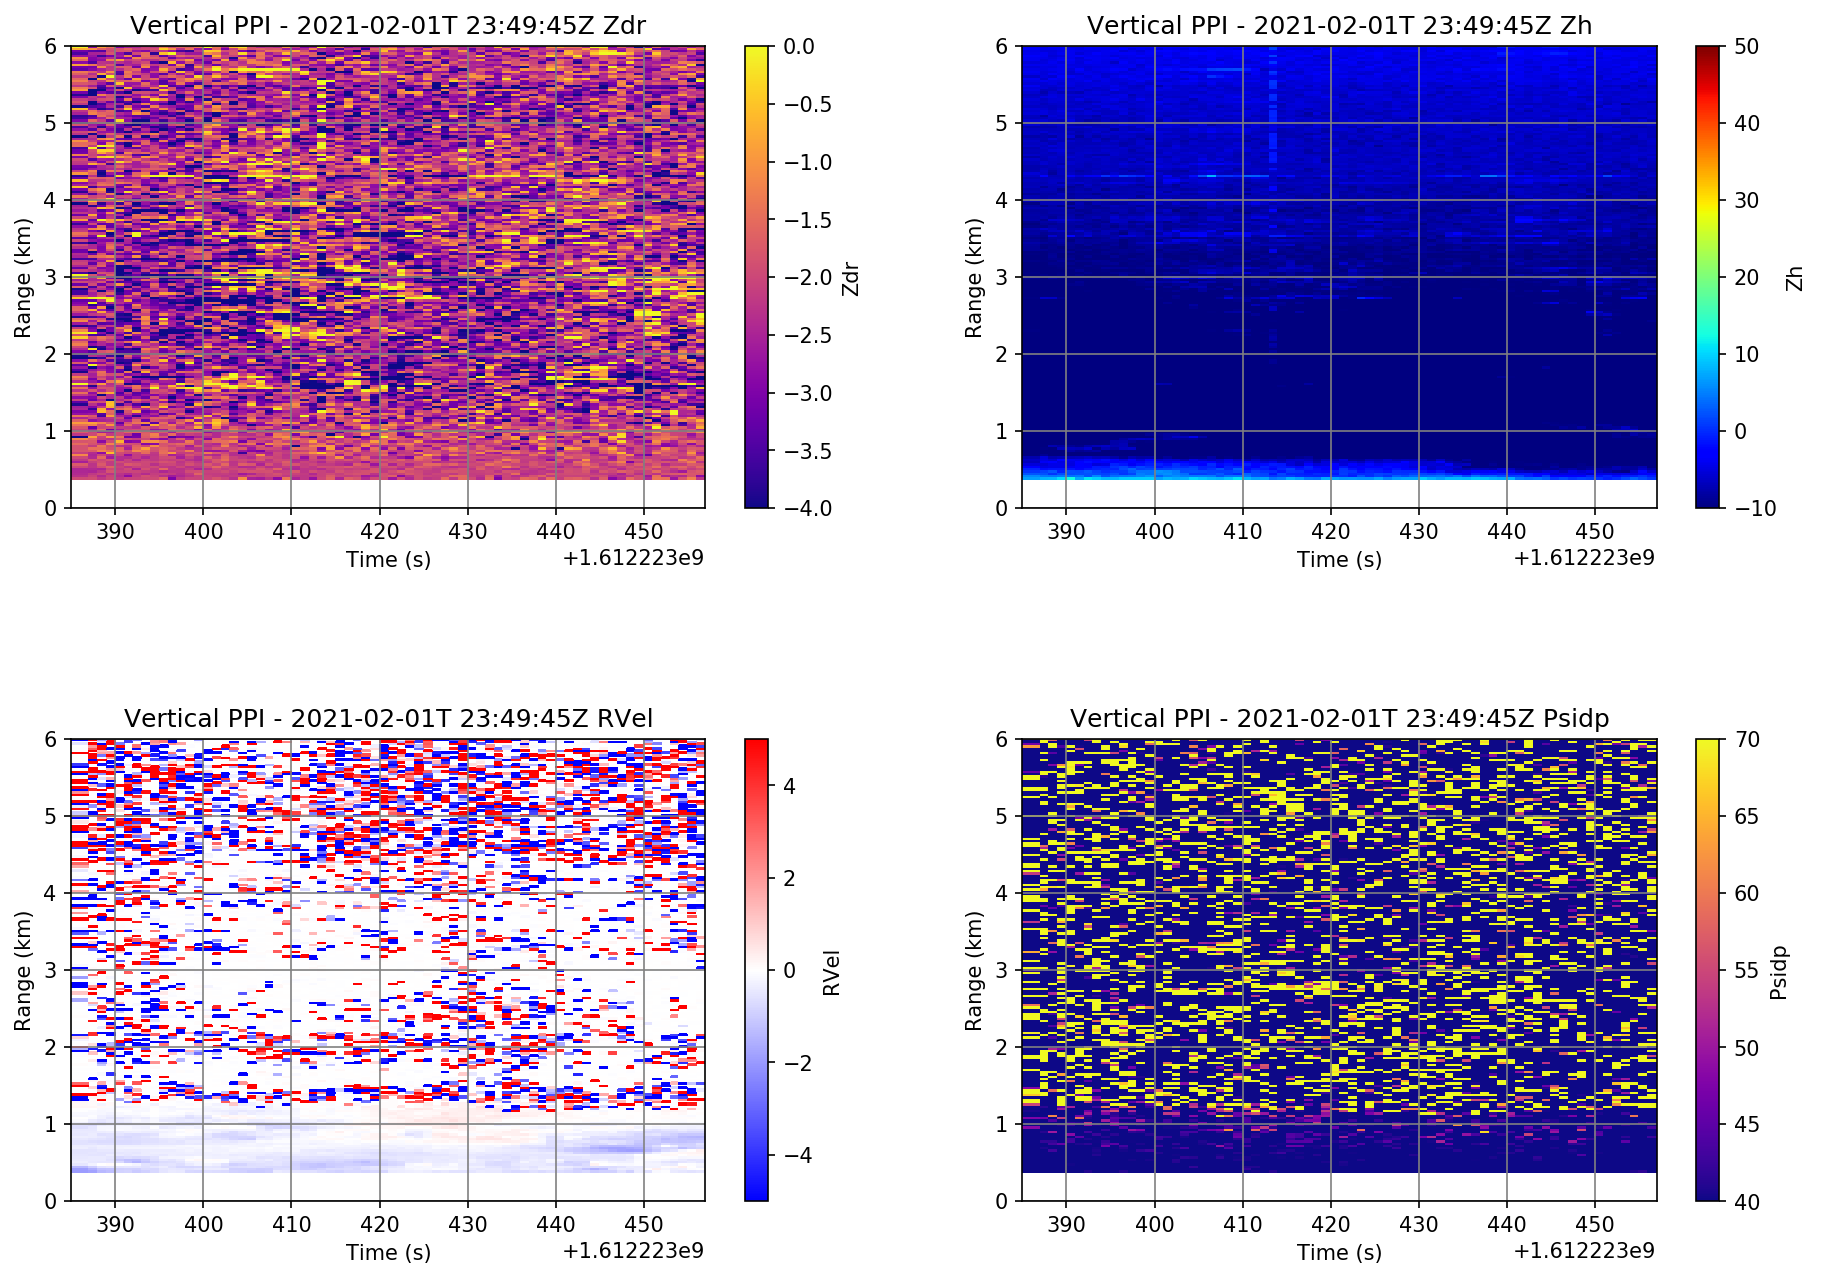 Vertical PPI - 2021-02-01T 23:49:45Z Zdr
6
5
4
3
2
1
0
Range (km)
390 400 410 420 430 440 450
Time (s)
+1.612223e9
0.0
−0.5
−1.0
−1.5
−2.0
−2.5
−3.0
−3.5
−4.0
Zdr
Vertical PPI - 2021-02-01T 23:49:45Z Zh
6
5
4
3
2
1
0
Range (km)
390 400 410 420 430 440 450
Time (s)
+1.612223e9
50
40
30
20
10
0
−10
Zh
Vertical PPI - 2021-02-01T 23:49:45Z RVel
6
5
4
3
2
1
0
Range (km)
390 400 410 420 430 440 450
Time (s)
+1.612223e9
4
2
0
−2
−4
RVel
Vertical PPI - 2021-02-01T 23:49:45Z Psidp
6
5
4
3
2
1
0
Range (km)
390 400 410 420 430 440 450
Time (s)
+1.612223e9
70
65
60
55
50
45
40
Psidp